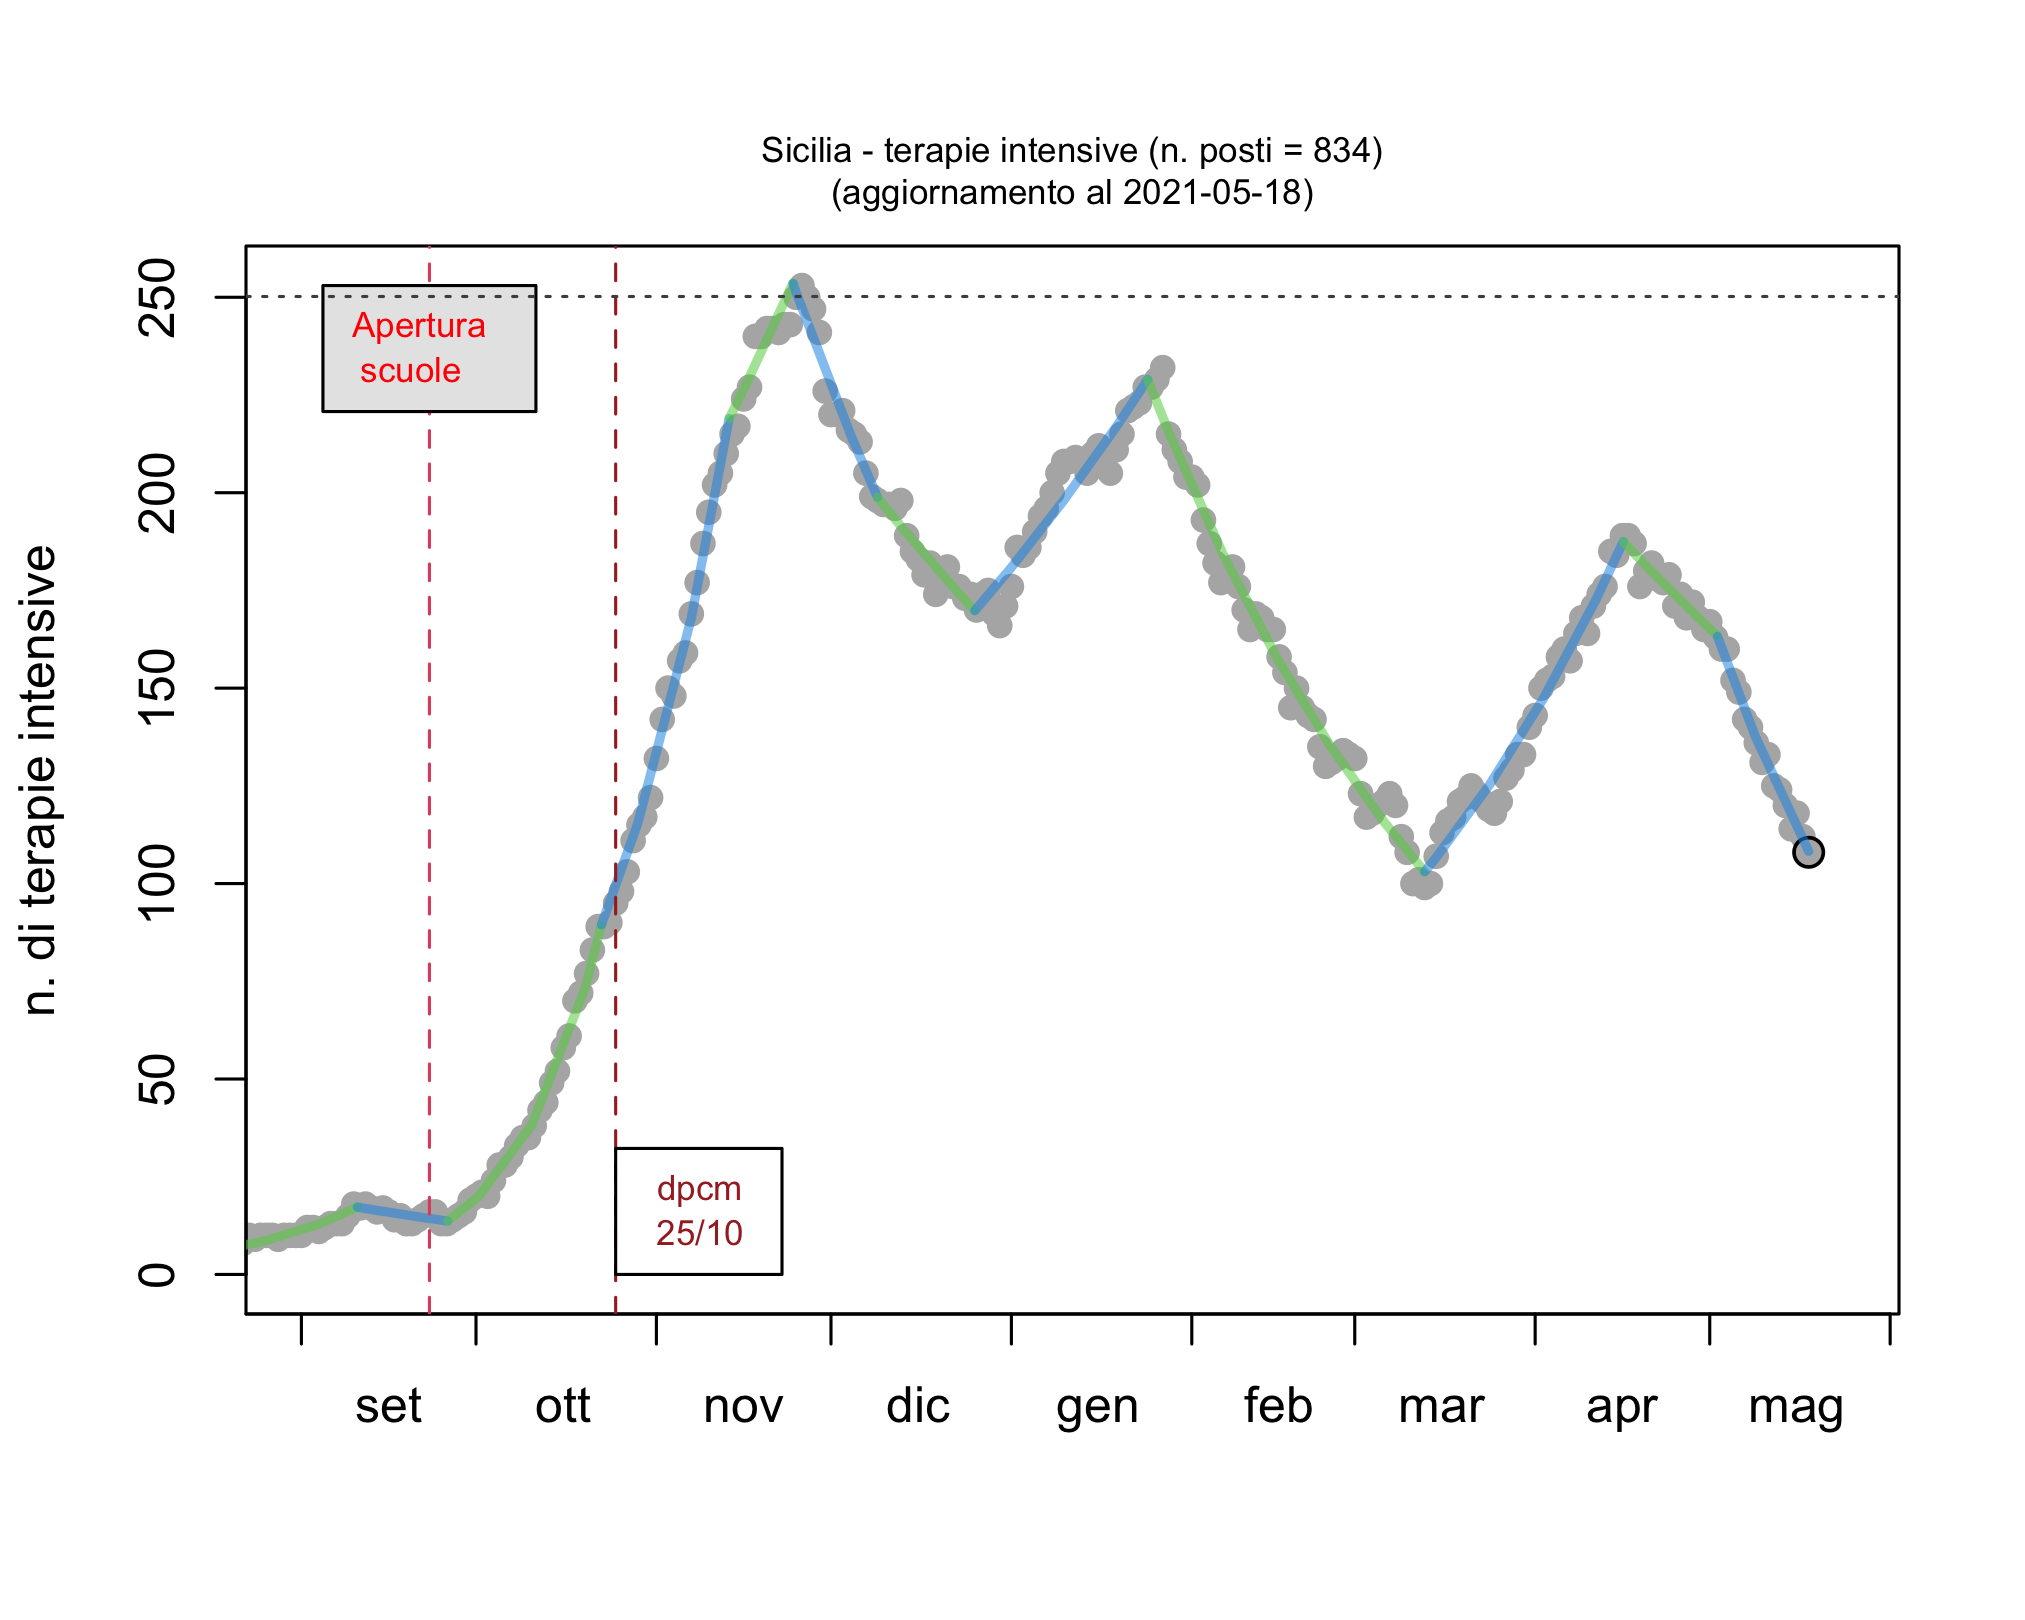 Sicilia - terapie intensive (n. posti = 834)
(aggiornamento al 2021-05-18)
n. di terapie intensive
250
200
150
100
50
0
Apertura
scuole
dpcm
25/10
set ott nov dic gen feb mar apr mag